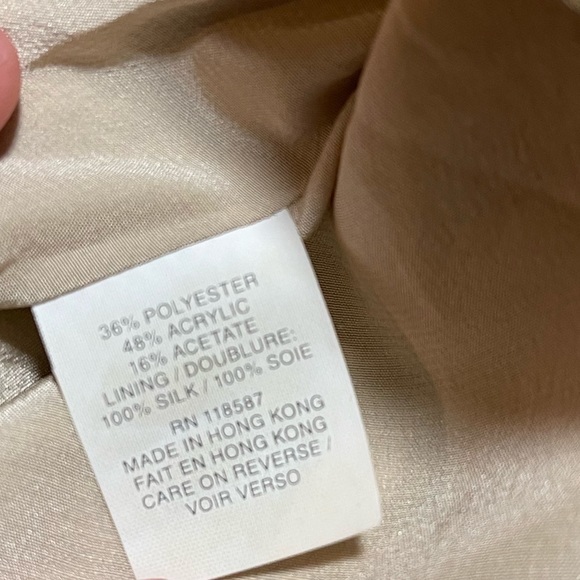 36% POLYESTER
48% ACRYLIC
16% ACETATE
LINING / DOUBLURE:
100% SILK / 100% SOIE
RN 118587
MADE IN HONG KONG
FAIT EN HONG KONG
CARE ON REVERSE /
VOIR VERSO